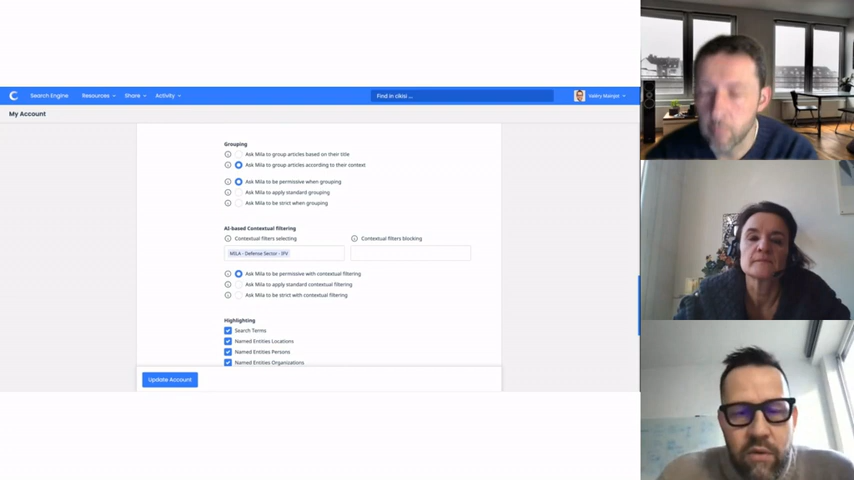 Search Engine Resources Share Activity Find in cikisi ... Valéry Mainjot
My Account
Grouping
Ask Mila to group articles based on their title
Ask Mila to group articles according to their context
Ask Mila to be permissive when grouping
Ask Mila to apply standard grouping
Ask Mila to be strict when grouping
AI-based Contextual filtering
Contextual filters selecting Contextual filters blocking
MILA - Defense Sector - IFV
Ask Mila to be permissive with contextual filtering
Ask Mila to apply standard contextual filtering
Ask Mila to be strict with contextual filtering
Highlighting
Search Terms
Named Entities Locations
Named Entities Persons
Named Entities Organizations
Update Account